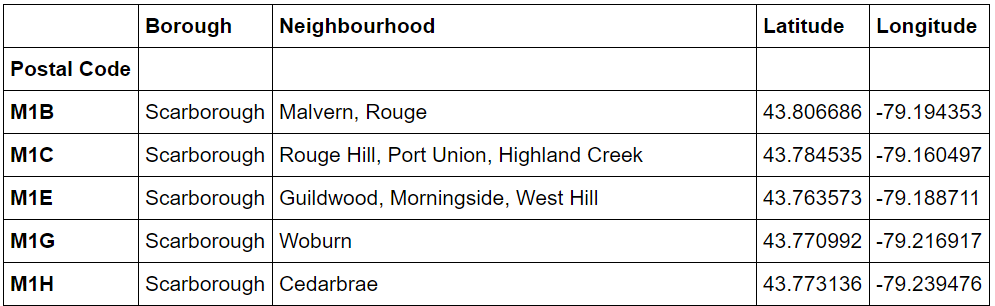 Borough Neighbourhood Latitude Longitude
Postal Code
M1B Scarborough Malvern, Rouge 43.806686 -79.194353
M1C Scarborough Rouge Hill, Port Union, Highland Creek 43.784535 -79.160497
M1E Scarborough Guildwood, Morningside, West Hill 43.763573 -79.188711
M1G Scarborough Woburn 43.770992 -79.216917
M1H Scarborough Cedarbrae 43.773136 -79.239476